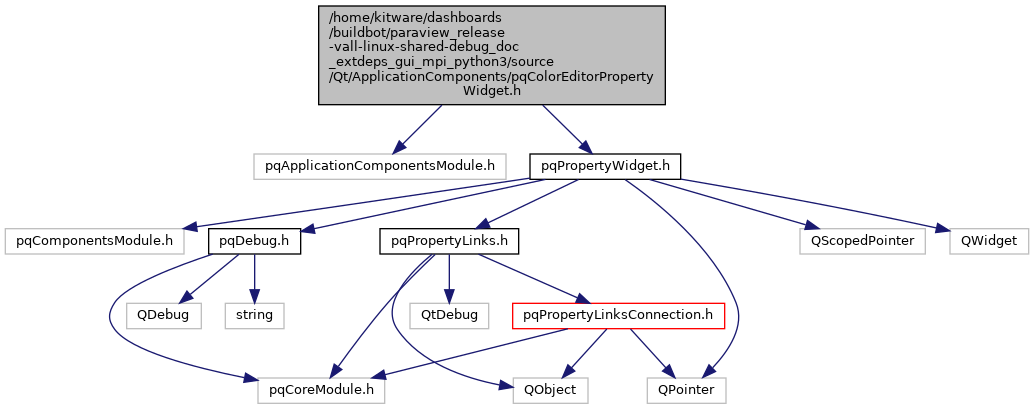 /home/kitware/dashboards
/buildbot/paraview_release
-vall-linux-shared-debug_doc
_extdeps_gui_mpi_python3/source
/Qt/ApplicationComponents/pqColorEditorProperty
Widget.h
pqApplicationComponentsModule.h
pqPropertyWidget.h
pqComponentsModule.h
pqDebug.h
pqPropertyLinks.h
QScopedPointer
QWidget
QDebug
string
QtDebug
pqPropertyLinksConnection.h
pqCoreModule.h
QObject
QPointer